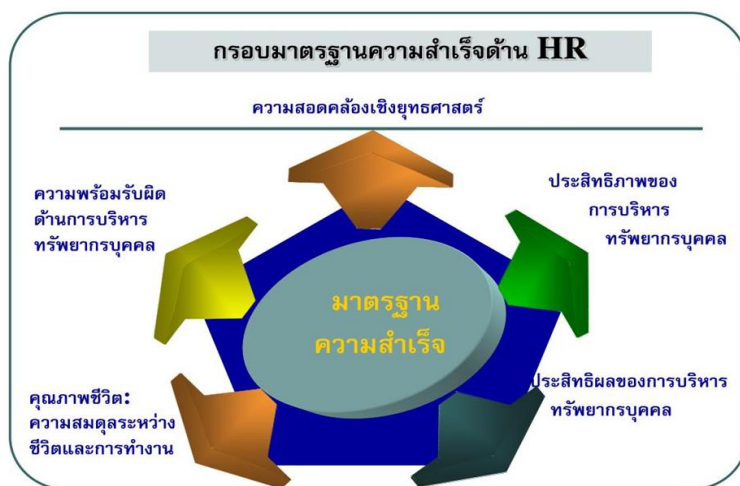 กรอบมาตรฐานความสำเร็จด้าน HR
ความสอดคล้องเชิงยุทธศาสตร์
ความพร้อมรับผิด
ด้านการบริหาร
ทรัพยากรบุคคล
ประสิทธิภาพของ
การบริหาร
ทรัพยากรบุคคล
มาตรฐาน
ความสำเร็จ
คุณภาพชีวิต:
ความสมดุลระหว่าง
ชีวิตและการทำงาน
ประสิทธิผลของการบริหาร
ทรัพยากรบุคคล